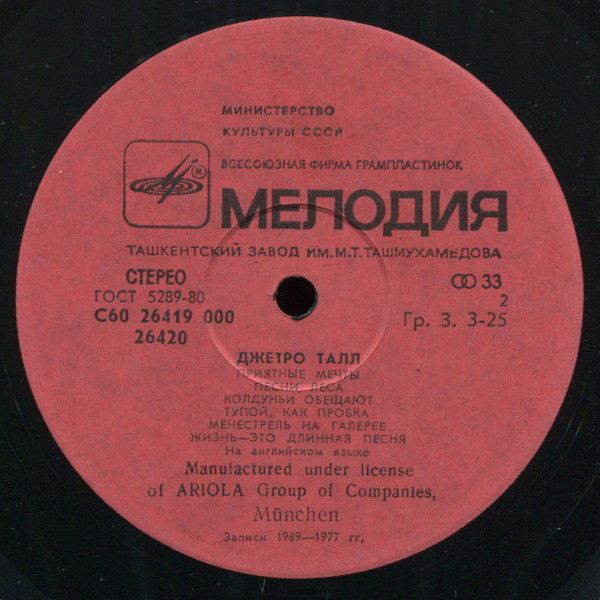 МИНИСТЕРСТВО
КУЛЬТУРЫ СССР
ВСЕСОЮЗНАЯ ФИРМА ГРАМПЛАСТИНОК
®
МЕЛОДИЯ
ТАШКЕНТСКИЙ ЗАВОД ИМ. М.Т. ТАШМУХАМЕДОВА
СТЕРЕО
33
ГОСТ 5289-80
2
С60 26419 000
Гр. 3. 3-25
26420
ДЖЕТРО ТАЛЛ
ПРИЯТНЫЕ МЕЧТЫ
ПЕСНИ ЛЕСА
КОЛДУНЬИ ОБЕЩАЮТ
ТУПОЙ, КАК ПРОБКА
МЕНЕСТРЕЛЬ НА ГАЛЕРЕЕ
ЖИЗНЬ—ЭТО ДЛИННАЯ ПЕСНЯ
На английском языке
Manufactured under license
of ARIOLA Group of Companies,
München
Записи 1969—1977 гг,